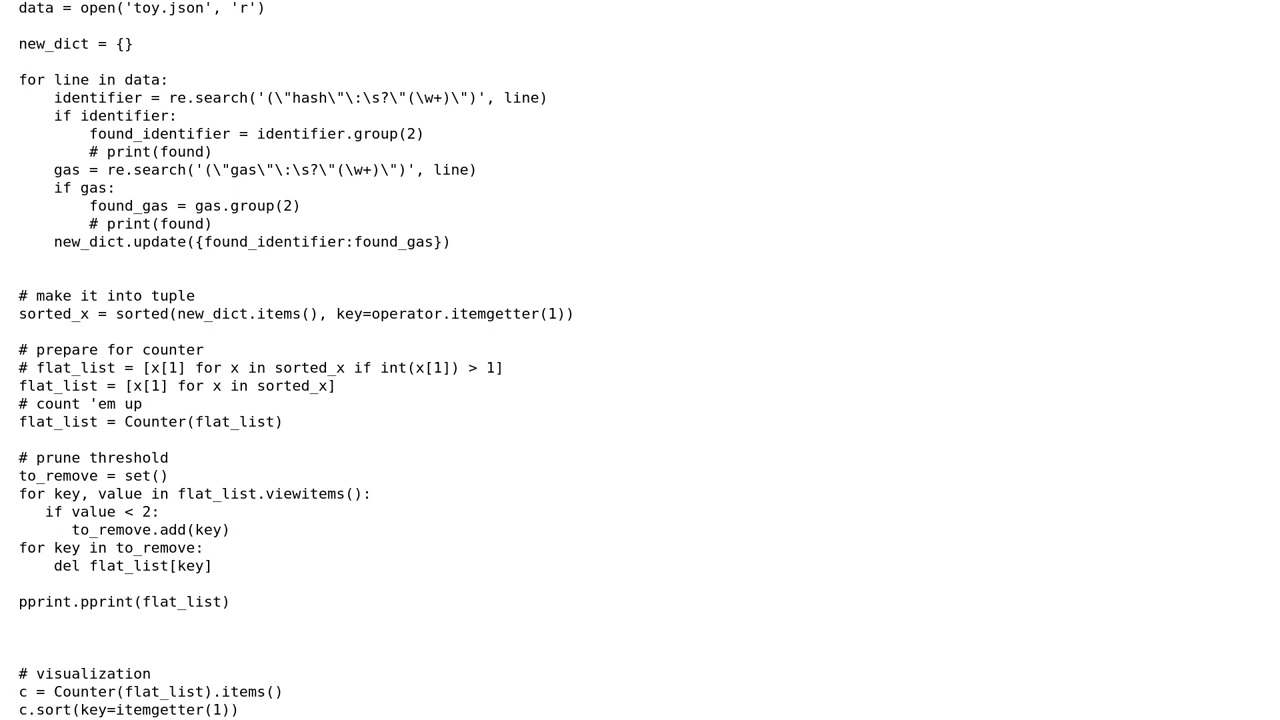 data = open('toy.json', 'r')
new_dict = {}
for line in data:
    identifier = re.search('(\"hash\"\:\s?\"(\w+)\")', line)
    if identifier:
        found_identifier = identifier.group(2)
        # print(found)
    gas = re.search('(\"gas\"\:\s?\"(\w+)\")', line)
    if gas:
        found_gas = gas.group(2)
        # print(found)
    new_dict.update({found_identifier:found_gas})
# make it into tuple
sorted_x = sorted(new_dict.items(), key=operator.itemgetter(1))
# prepare for counter
# flat_list = [x[1] for x in sorted_x if int(x[1]) > 1]
flat_list = [x[1] for x in sorted_x]
# count 'em up
flat_list = Counter(flat_list)
# prune threshold
to_remove = set()
for key, value in flat_list.viewitems():
   if value < 2:
      to_remove.add(key)
for key in to_remove:
    del flat_list[key]
pprint.pprint(flat_list)
# visualization
c = Counter(flat_list).items()
c.sort(key=itemgetter(1))